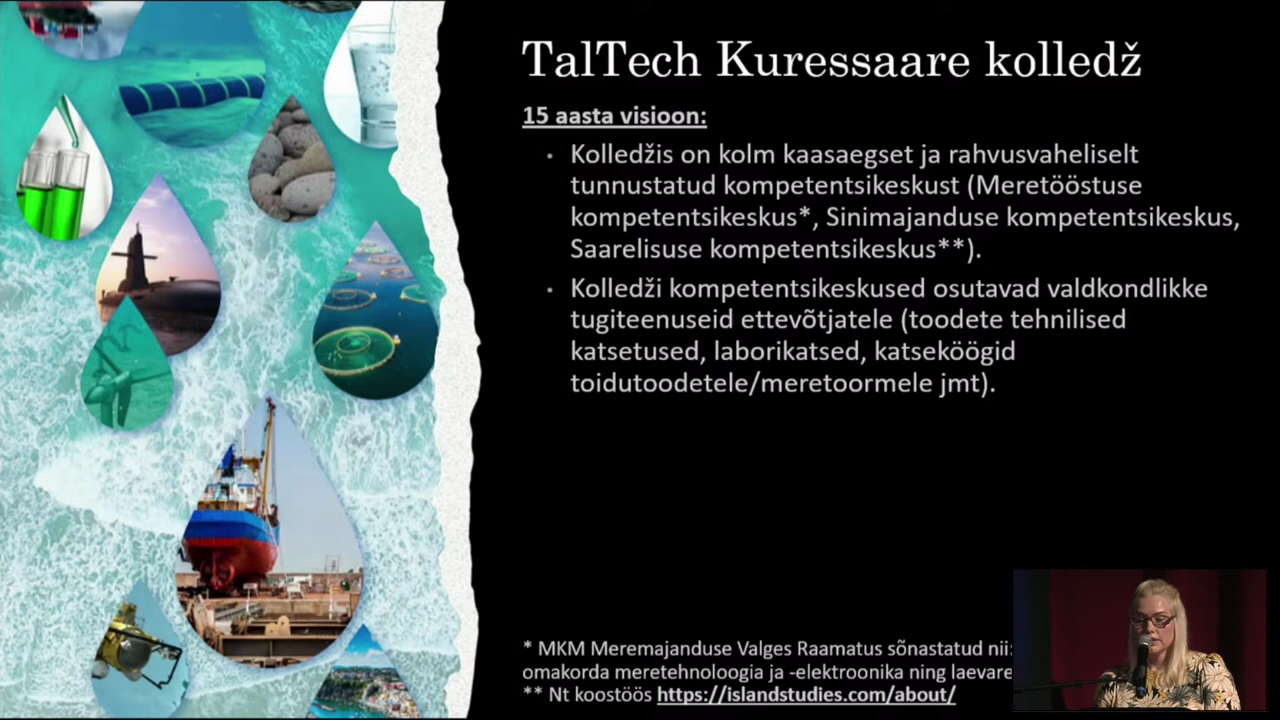 TalTech Kuressaare kolledž
15 aasta visioon:
• Kolledžis on kolm kaasaegset ja rahvusvaheliselt
tunnustatud kompetentsikeskust (Meretööstuse
kompetentsikeskus*, Sinimajanduse kompetentsikeskus,
Saarelisuse kompetentsikeskus**).
• Kolledži kompetentsikeskused osutavad valdkondlikke
tugiteenuseid ettevõtjatele (toodete tehnilised
katsetused, laborikatsed, katseköögid
toidutoodetele/meretoormele jmt).
* MKM Meremajanduse Valges Raamatus sõnastatud nii:
omakorda meretehnoloogia ja -elektroonika ning laevare
** Nt koostöös https://islandstudies.com/about/